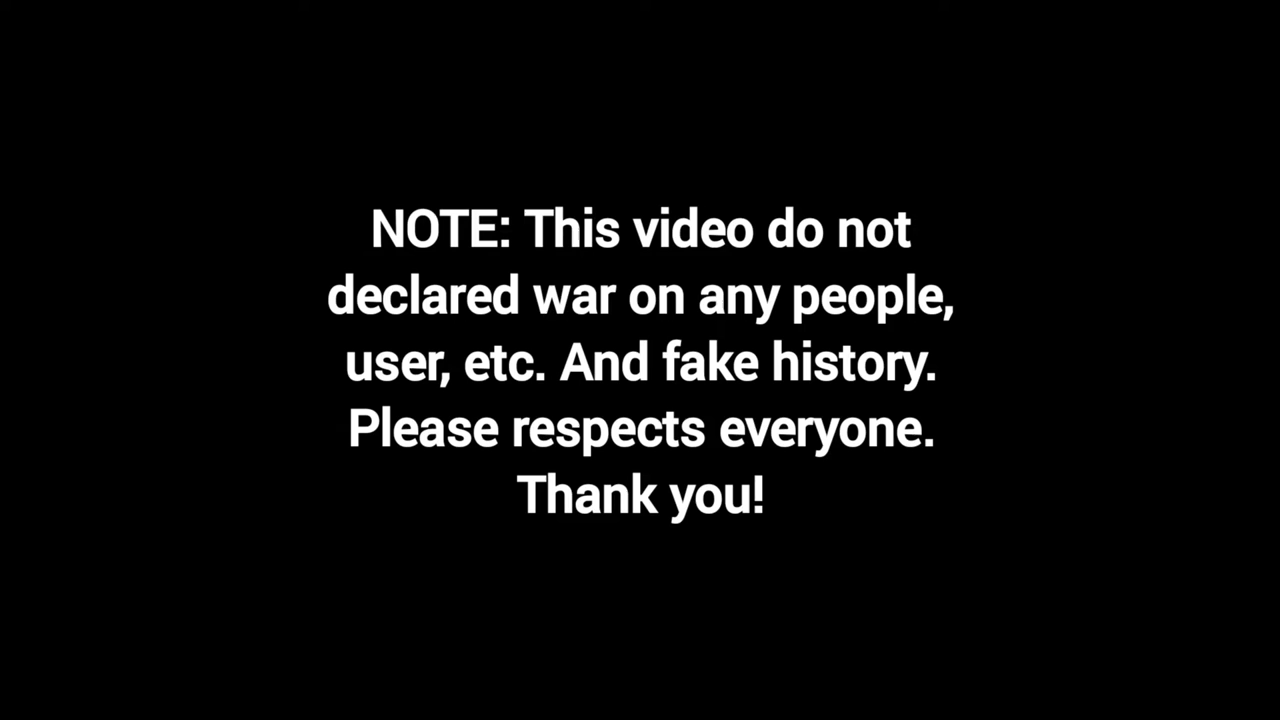 NOTE: This video do not
declared war on any people,
user, etc. And fake history.
Please respects everyone.
Thank you!